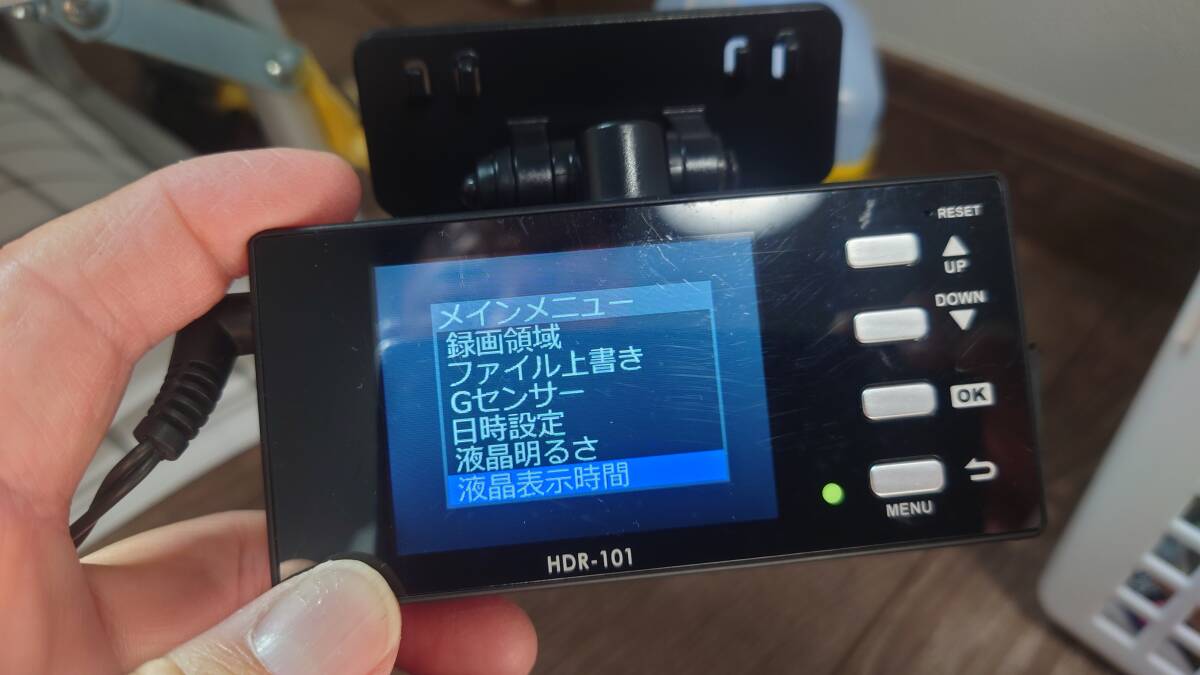 メインメニュー
録画領域
ファイル上書き
Gセンサー
日時設定
液晶明るさ
液晶表示時間
HDR-101
RESET
UP
DOWN
OK
MENU